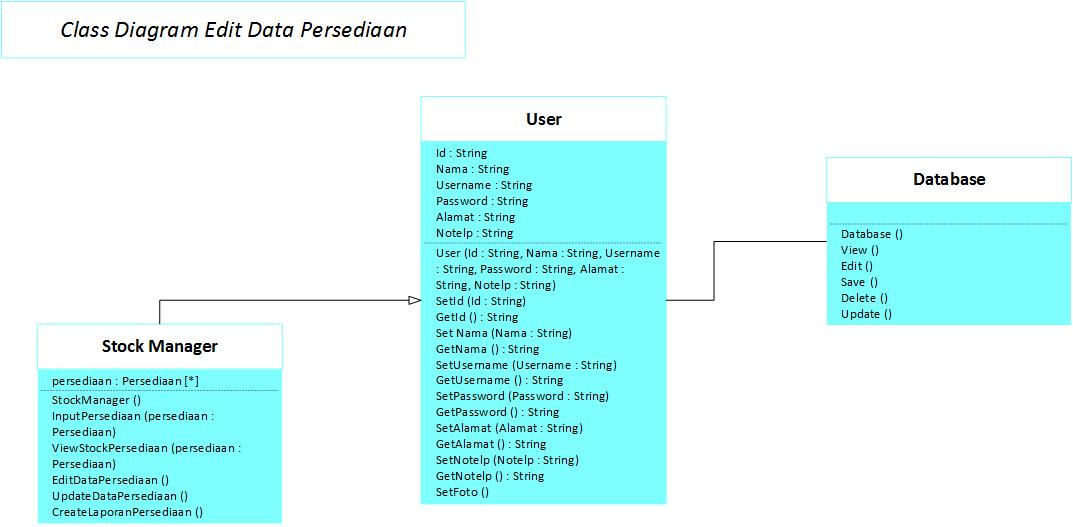 Class Diagram Edit Data Persediaan
User
Id : String
Nama : String
Username : String
Password : String
Alamat : String
Notelp : String
User (Id : String, Nama : String, Username
: String, Password : String, Alamat :
String, Notelp : String)
SetId (Id : String)
GetId () : String
Set Nama (Nama : String)
GetNama () : String
SetUsername (Username : String)
GetUsername () : String
SetPassword (Password : String)
GetPassword () : String
SetAlamat (Alamat : String)
GetAlamat () : String
SetNotelp (Notelp : String)
GetNotelp () : String
SetFoto ()
Database
Database ()
View ()
Edit ()
Save ()
Delete ()
Update ()
Stock Manager
persediaan : Persediaan [*]
StockManager ()
InputPersediaan (persediaan :
Persediaan)
ViewStockPersediaan (persediaan :
Persediaan)
EditDataPersediaan ()
UpdateDataPersediaan ()
CreateLaporanPersediaan ()